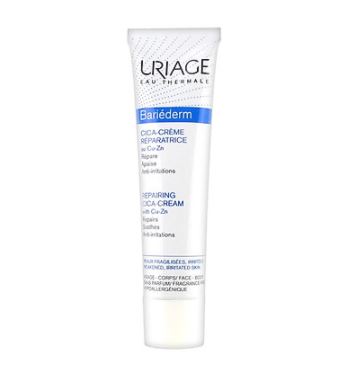 URIAGE
EAU THERMALE
Bariéderm
CICA-CRÈME
RÉPARATRICE
au Cu-Zn
Répare
Apaise
Anti-irritations
REPAIRING
CICA-CREAM
with Cu-Zn
Repairs
Soothes
Anti-irritations
PEAUX FRAGILISÉES, IRRITÉES
WEAKENED, IRRITATED SKIN
VISAGE - CORPS/ FACE - BODY
SANS PARFUM/ FRAGRANCE FREE
HYPOALLERGÉNIQUE